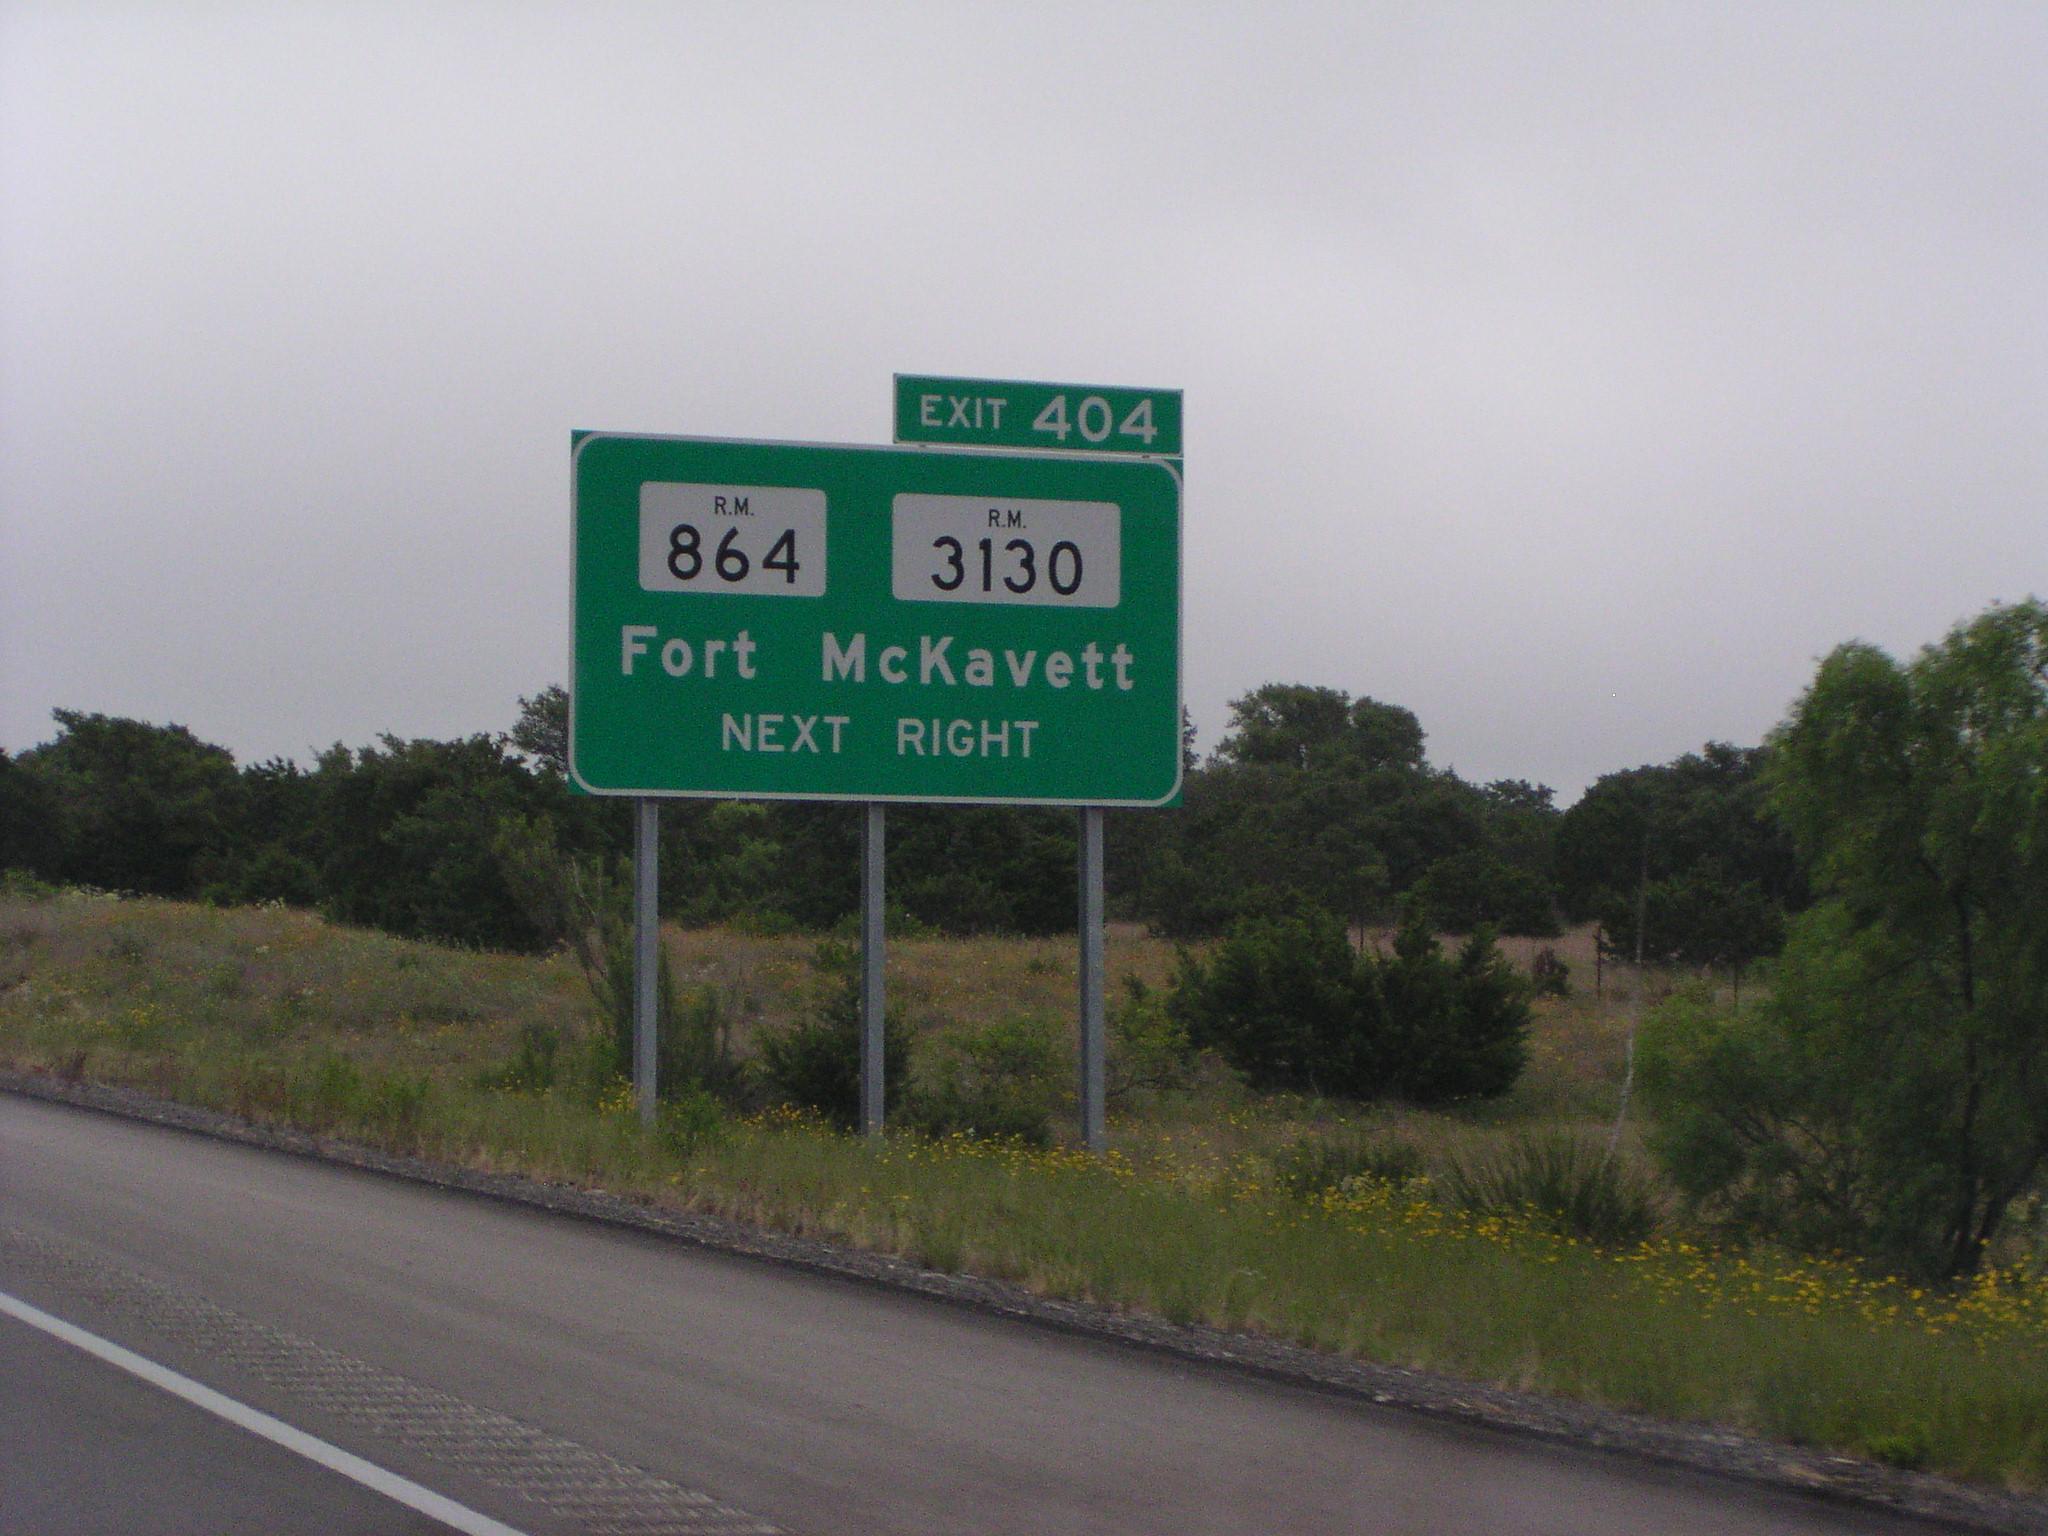 EXIT 404
R.M. R.M.
864 3130
Fort McKavett
NEXT RIGHT